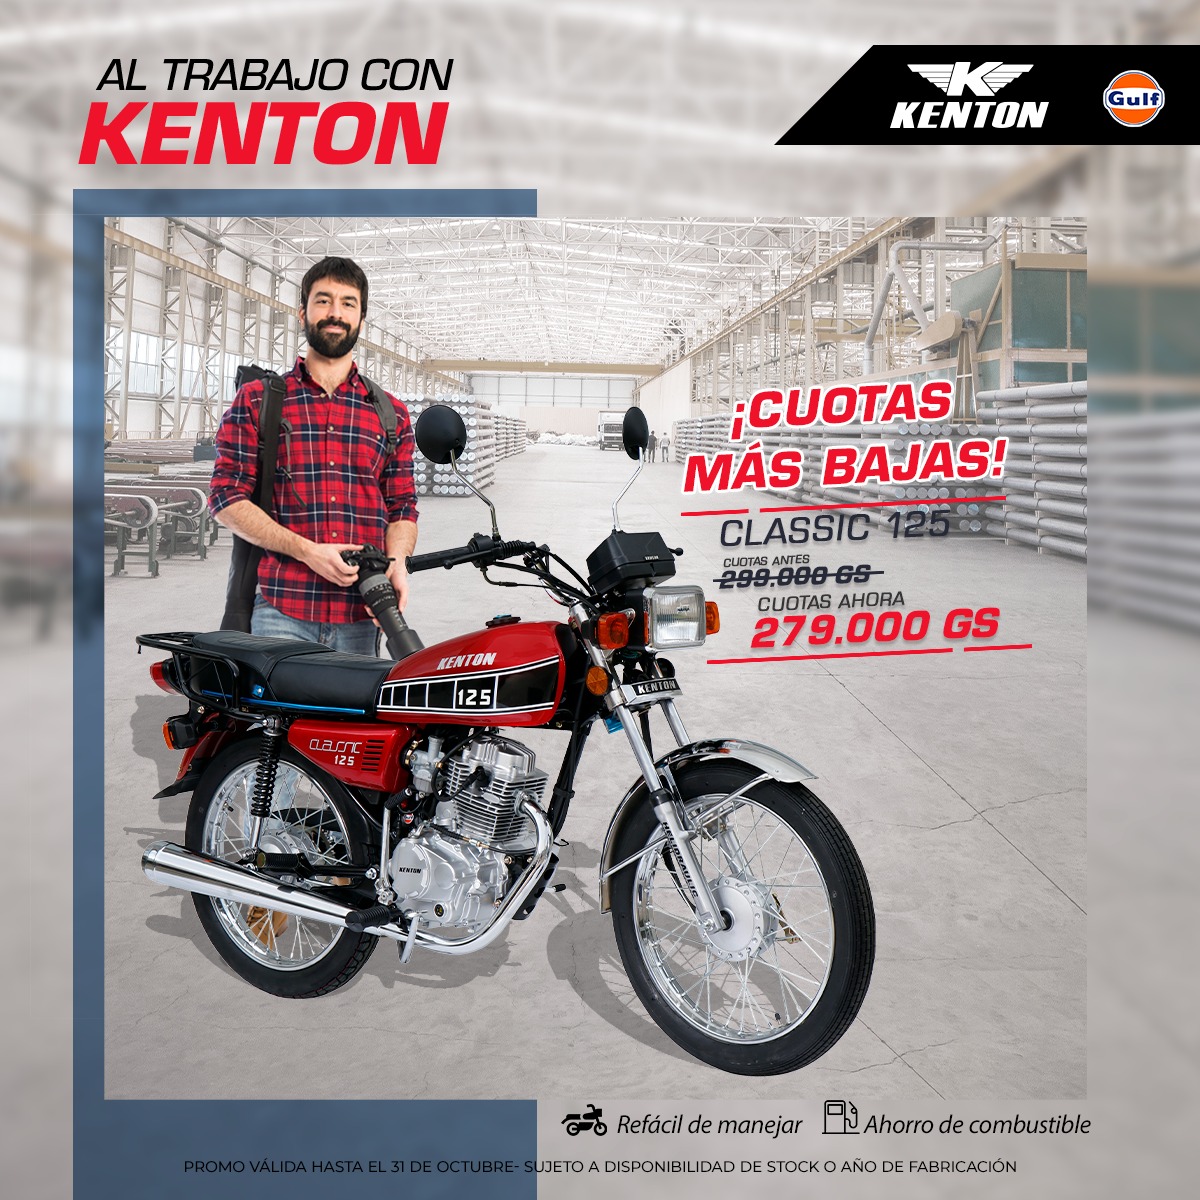 AL TRABAJO CON
KENTON
KENTON
Gulf
¡CUOTAS
MÁS BAJAS!
CLASSIC 125
CUOTAS ANTES
299.000 GS
CUOTAS AHORA
279.000 GS
KENTON
125
KENTON
CLASSIC
125
KENTON
HIDRAULIC
Refácil de manejar
Ahorro de combustible
PROMO VÁLIDA HASTA EL 31 DE OCTUBRE- SUJETO A DISPONIBILIDAD DE STOCK O AÑO DE FABRICACIÓN